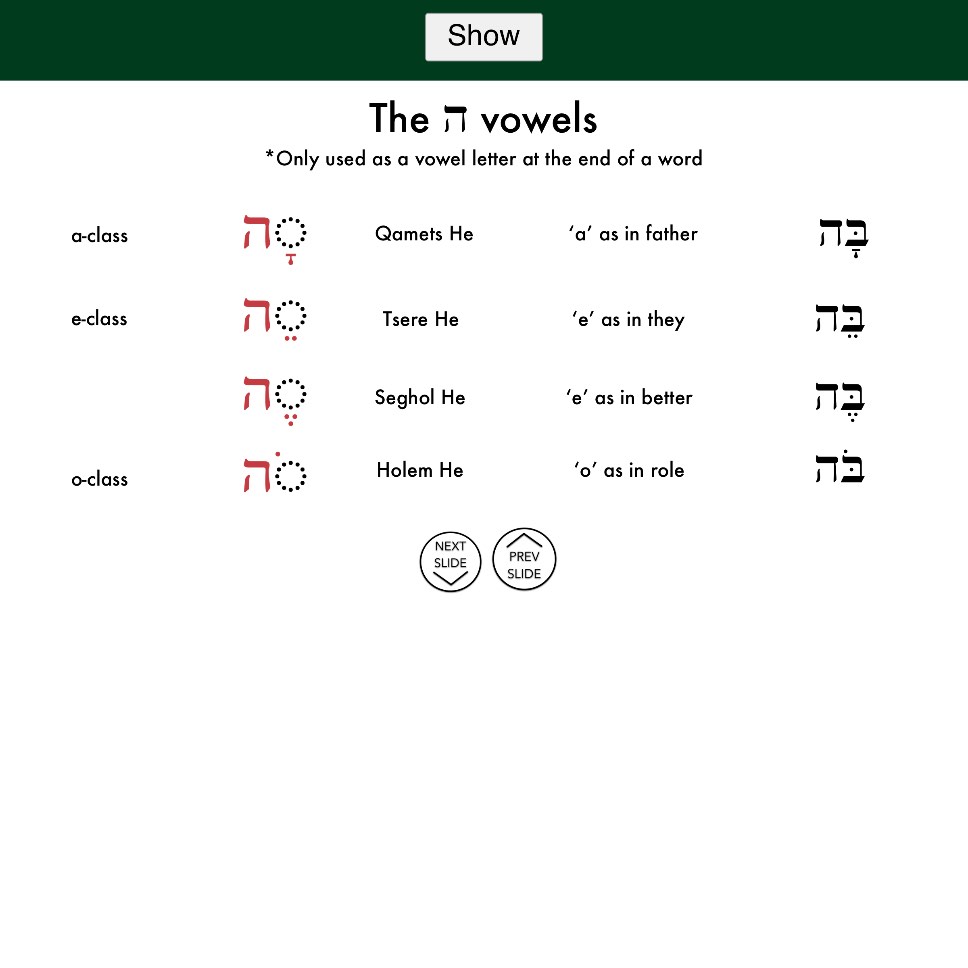 Show
The ה vowels
*Only used as a vowel letter at the end of a word
a-class ◌ָה Qamets He ‘a’ as in father בָּה
e-class ◌ֵה Tsere He ‘e’ as in they בֵּה
◌ֶה Seghol He ‘e’ as in better בֶּה
o-class ◌ֹה Holem He ‘o’ as in role בֹּה
NEXT
SLIDE
PREV
SLIDE